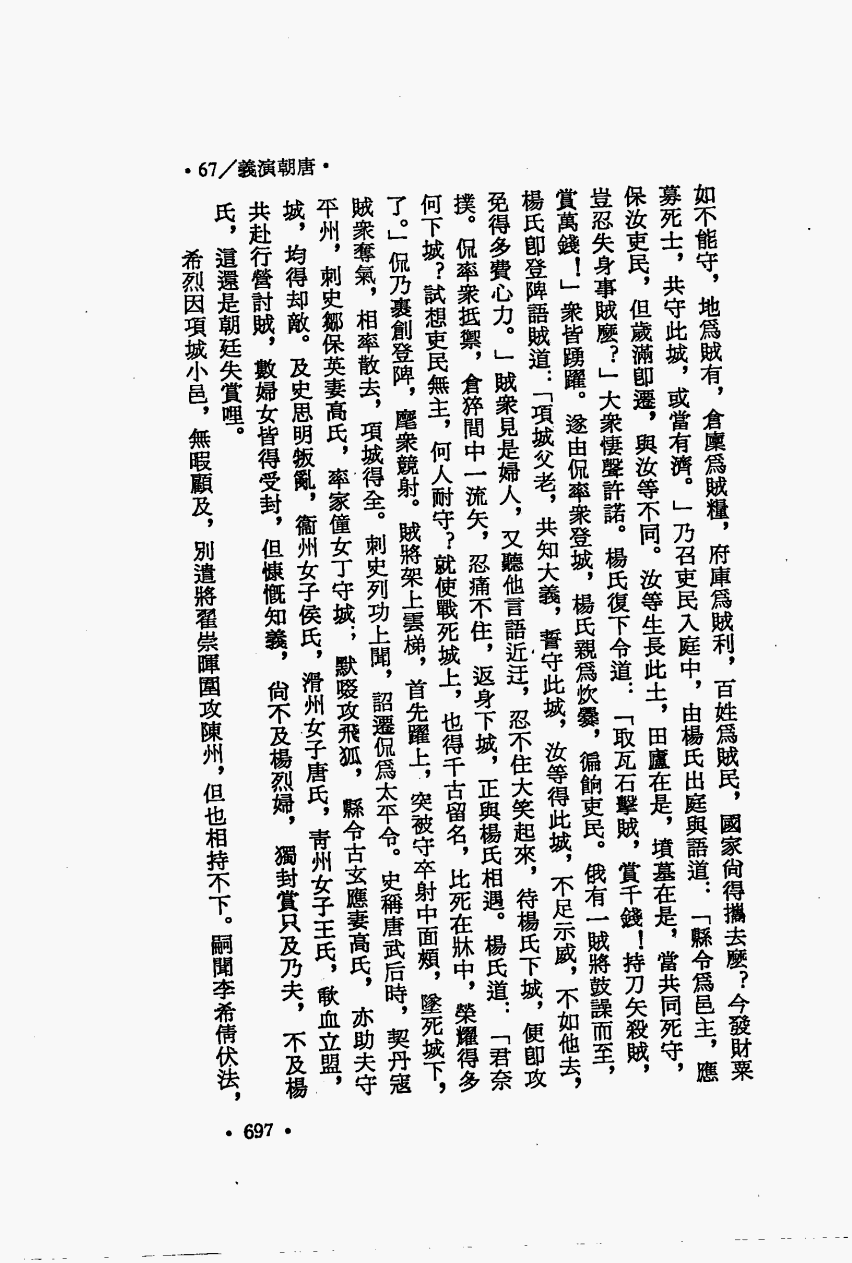 •67／義演朝唐•
如不能守，地爲賊有，倉廩爲賊糧，府庫爲賊利，百姓爲賊民，國家尙得攜去麽？今發財粟
募死士，共守此城，或當有濟。」乃召吏民入庭中，由楊氏出庭與語道：「縣令爲邑主，應
保汝吏民，但歲滿卽遷，與汝等不同。汝等生長此土，田廬在是，墳墓在是，當共同死守，
豈忍失身事賊麽？」大衆悽聲許諾。楊氏復下令道：「取瓦石擊賊，賞千錢！持刀矢殺賊，
賞萬錢！」衆皆踴躍。遂由侃率衆登城，楊氏親爲炊爨，徧餉吏民。俄有一賊將鼓譟而至，
楊氏卽登陴語賊道：「項城父老，共知大義，誓守此城，汝等得此城，不足示威，不如他去，
免得多費心力。」賊衆見是婦人，又聽他言語近迂，忍不住大笑起來，待楊氏下城，便卽攻
撲。侃率衆抵禦，倉猝間中一流矢，忍痛不住，返身下城，正與楊氏相遇。楊氏道：「君奈
何下城？試想吏民無主，何人耐守？就使戰死城上，也得千古留名，比死在牀中，榮耀得多
了。」侃乃裹創登陴，麾衆競射。賊將架上雲梯，首先躍上，突被守卒射中面頰，墜死城下，
賊衆奪氣，相率散去，項城得全。刺史列功上聞，詔遷侃爲太平令。史稱唐武后時，契丹寇
平州，刺史鄒保英妻高氏，率家僮女丁守城；默啜攻飛狐，縣令古玄應妻高氏，亦助夫守
城，均得却敵。及史思明叛亂，衞州女子侯氏，滑州女子唐氏，靑州女子王氏，歃血立盟，
共赴行營討賊，數婦女皆得受封，但慷慨知義，尙不及楊烈婦，獨封賞只及乃夫，不及楊
氏，這還是朝廷失賞哩。
希烈因項城小邑，無暇顧及，別遣將翟崇暉圍攻陳州，但也相持不下。嗣聞李希倩伏法，
•697•